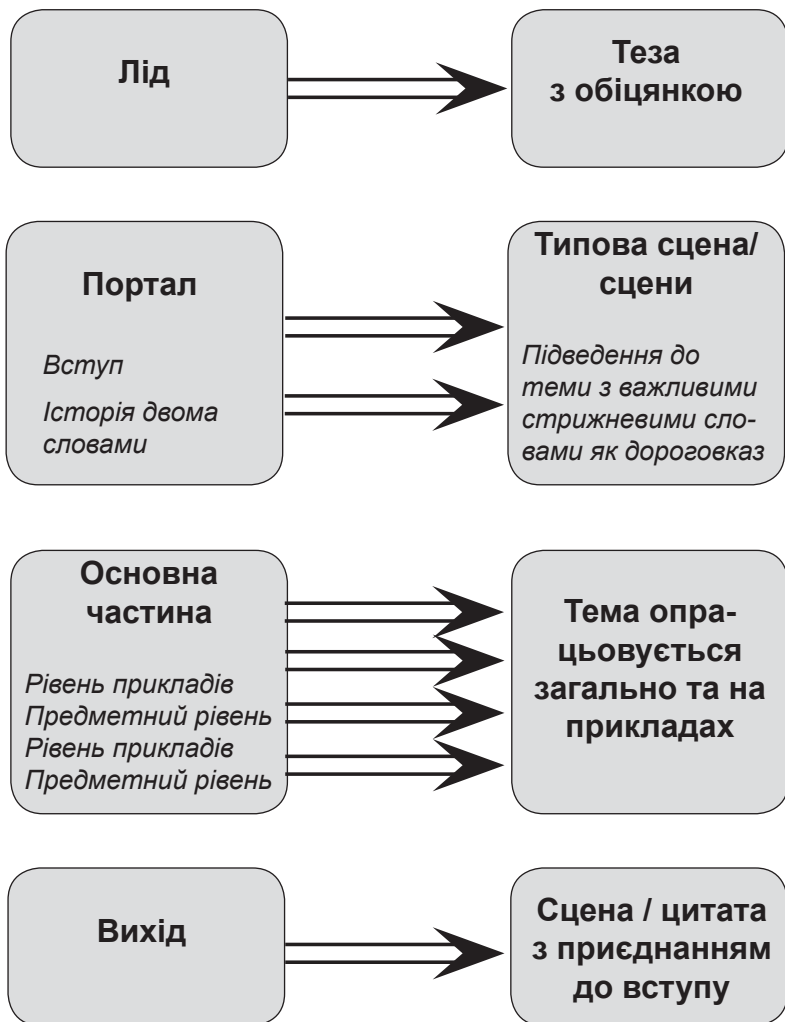 Лід
Теза
з обіцянкою
Портал
Вступ
Історія двома
словами
Типова сцена/
сцени
Підведення до
теми з важливими
стрижневими сло-
вами як дороговказ
Основна
частина
Рівень прикладів
Предметний рівень
Рівень прикладів
Предметний рівень
Тема опра-
цьовується
загально та на
прикладах
Вихід
Сцена / цитата
з приєднанням
до вступу